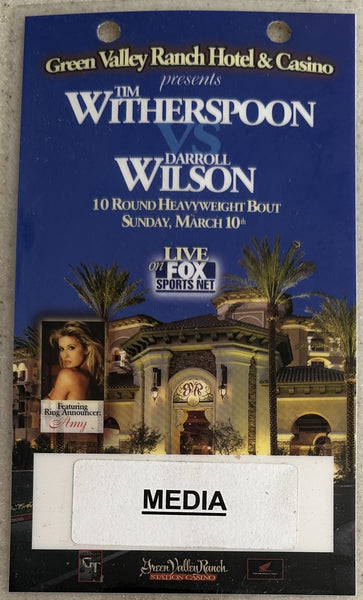 Green Valley Ranch Hotel & Casino
presents
TIM
WITHERSPOON
VS
DARROLL
WILSON
10 ROUND HEAVYWEIGHT BOUT
SUNDAY, MARCH 10th
LIVE
on FOX
SPORTS NET
GVR
Featuring
Ring Announcer:
Amy
MEDIA
GT
Green Valley Ranch
STATION CASINO